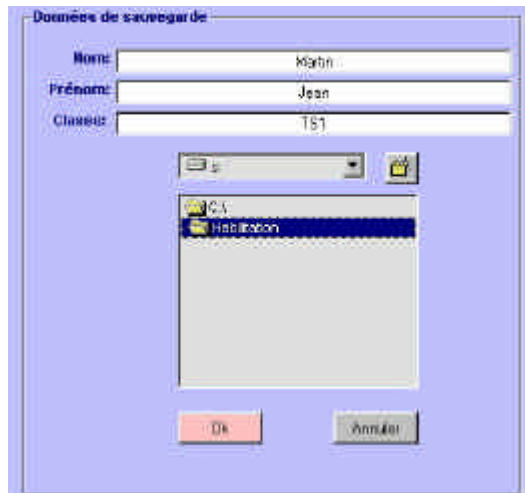 Données de sauvegarde
Nom: Martin
Prénom: Jean
Classe: TS1
c:
C:\
Habilitation
Ok
Annuler